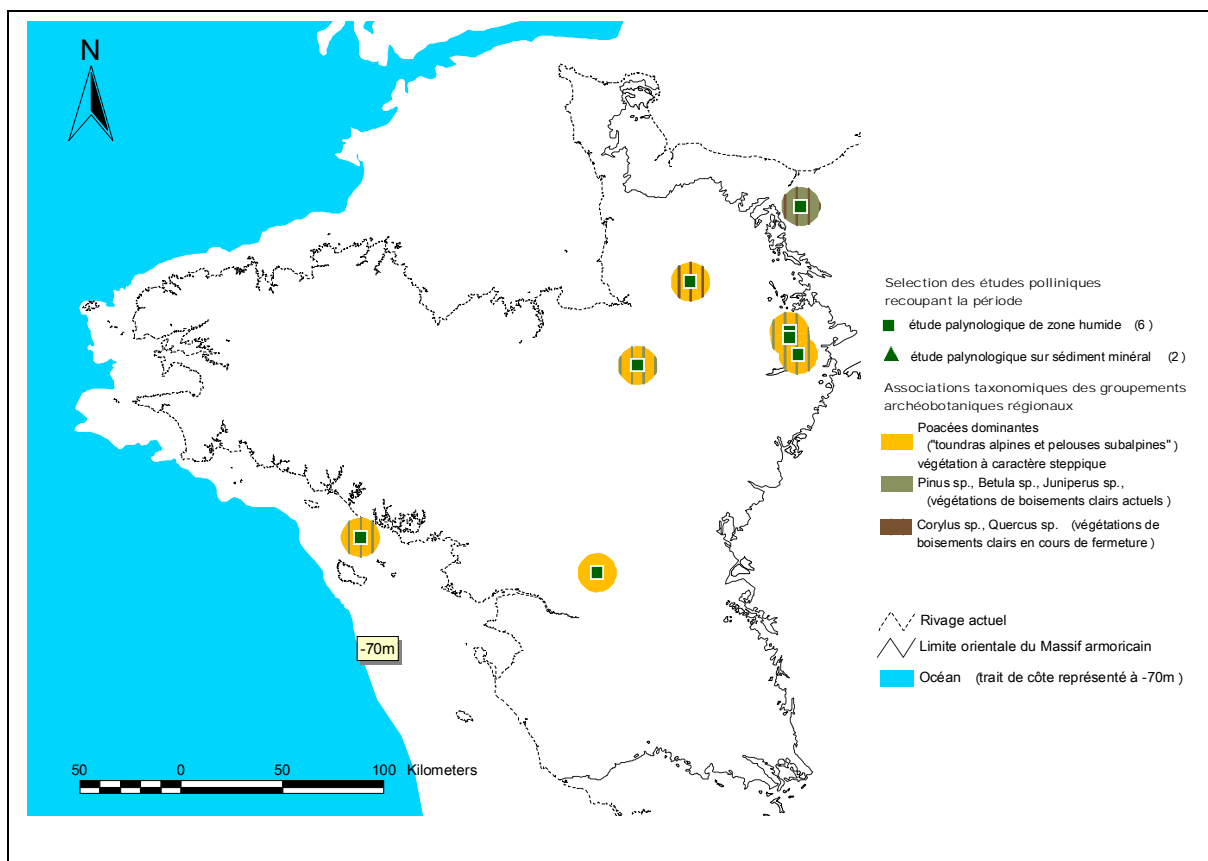 N
Selection des études polliniques
recoupant la période
étude palynologique de zone humide (6 )
étude palynologique sur sédiment minéral (2 )
Associations taxonomiques des groupements
archéobotaniques régionaux
Poacées dominantes
("toundras alpines et pelouses subalpines" )
végétation à caractère steppique
Pinus sp., Betula sp., Juniperus sp.,
(végétations de boisements clairs actuels )
Corylus sp., Quercus sp. (végétations de
boisements clairs en cours de fermeture )
Rivage actuel
Limite orientale du Massif armoricain
Océan (trait de côte représenté à -70m )
-70m
50 0 50 100 Kilometers